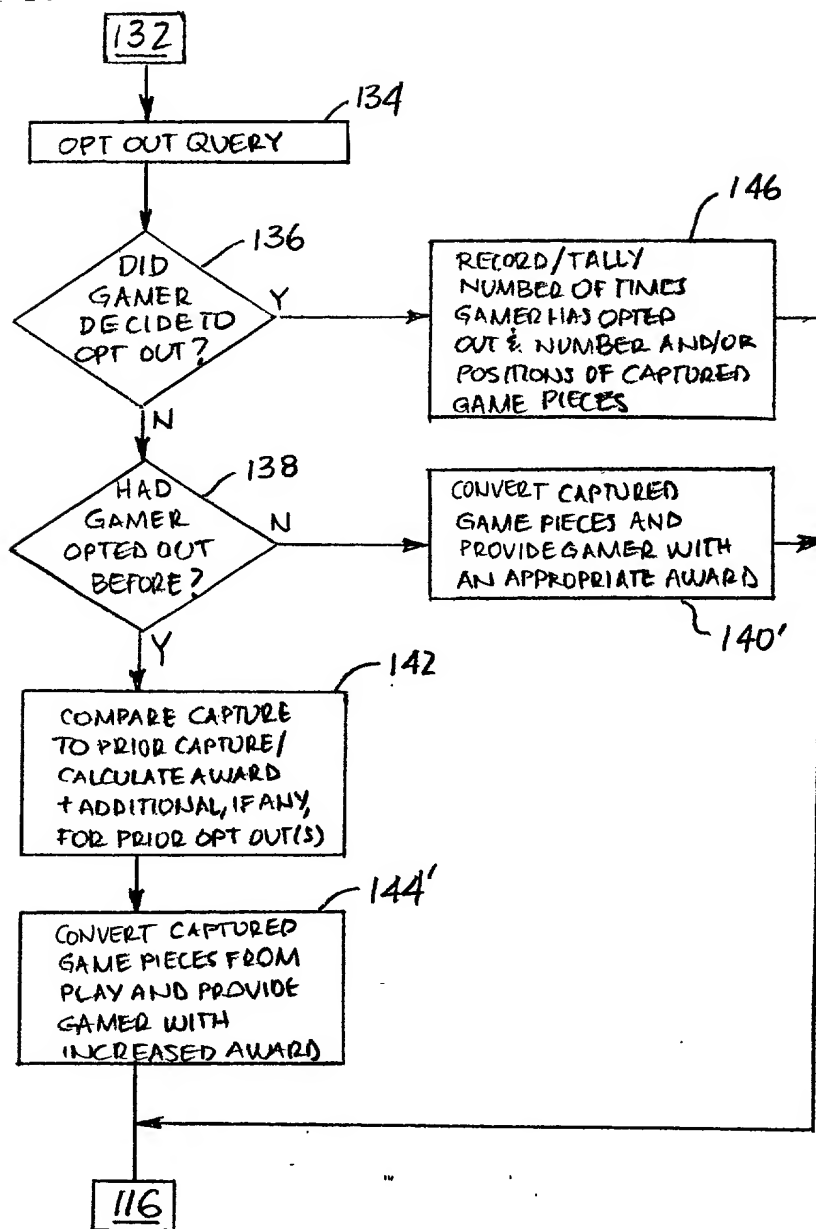 132
134
OPT OUT QUERY
136
DID
GAMER
DECIDE TO
OPT OUT?
Y
146
RECORD/TALLY
NUMBER OF TIMES
GAMER HAS OPTED
OUT & NUMBER AND/OR
POSITIONS OF CAPTURED
GAME PIECES
N
138
HAD
GAMER
OPTED OUT
BEFORE?
N
CONVERT CAPTURED
GAME PIECES AND
PROVIDE GAMER WITH
AN APPROPRIATE AWARD
140'
Y
142
COMPARE CAPTURE
TO PRIOR CAPTURE/
CALCULATE AWARD
+ ADDITIONAL, IF ANY,
FOR PRIOR OPT OUT(S)
144'
CONVERT CAPTURED
GAME PIECES FROM
PLAY AND PROVIDE
GAMER WITH
INCREASED AWARD
116